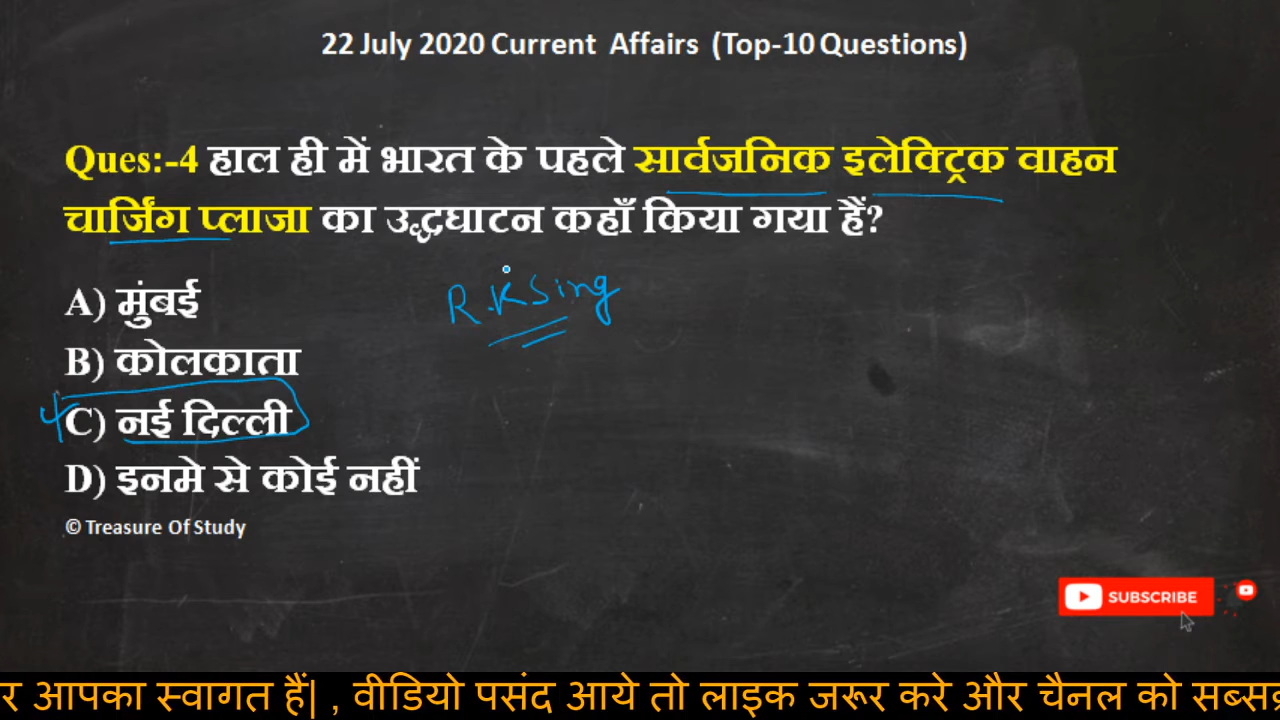 22 July 2020 Current Affairs (Top-10 Questions)
Ques:-4 हाल ही में भारत के पहले सार्वजनिक इलेक्ट्रिक वाहन
चार्जिंग प्लाजा का उद्धघाटन कहाँ किया गया हैं?
A) मुंबई
R.K Sing
B) कोलकाता
C) नई दिल्ली
D) इनमे से कोई नहीं
© Treasure Of Study
SUBSCRIBE
र आपका स्वागत हैं| , वीडियो पसंद आये तो लाइक जरूर करे और चैनल को